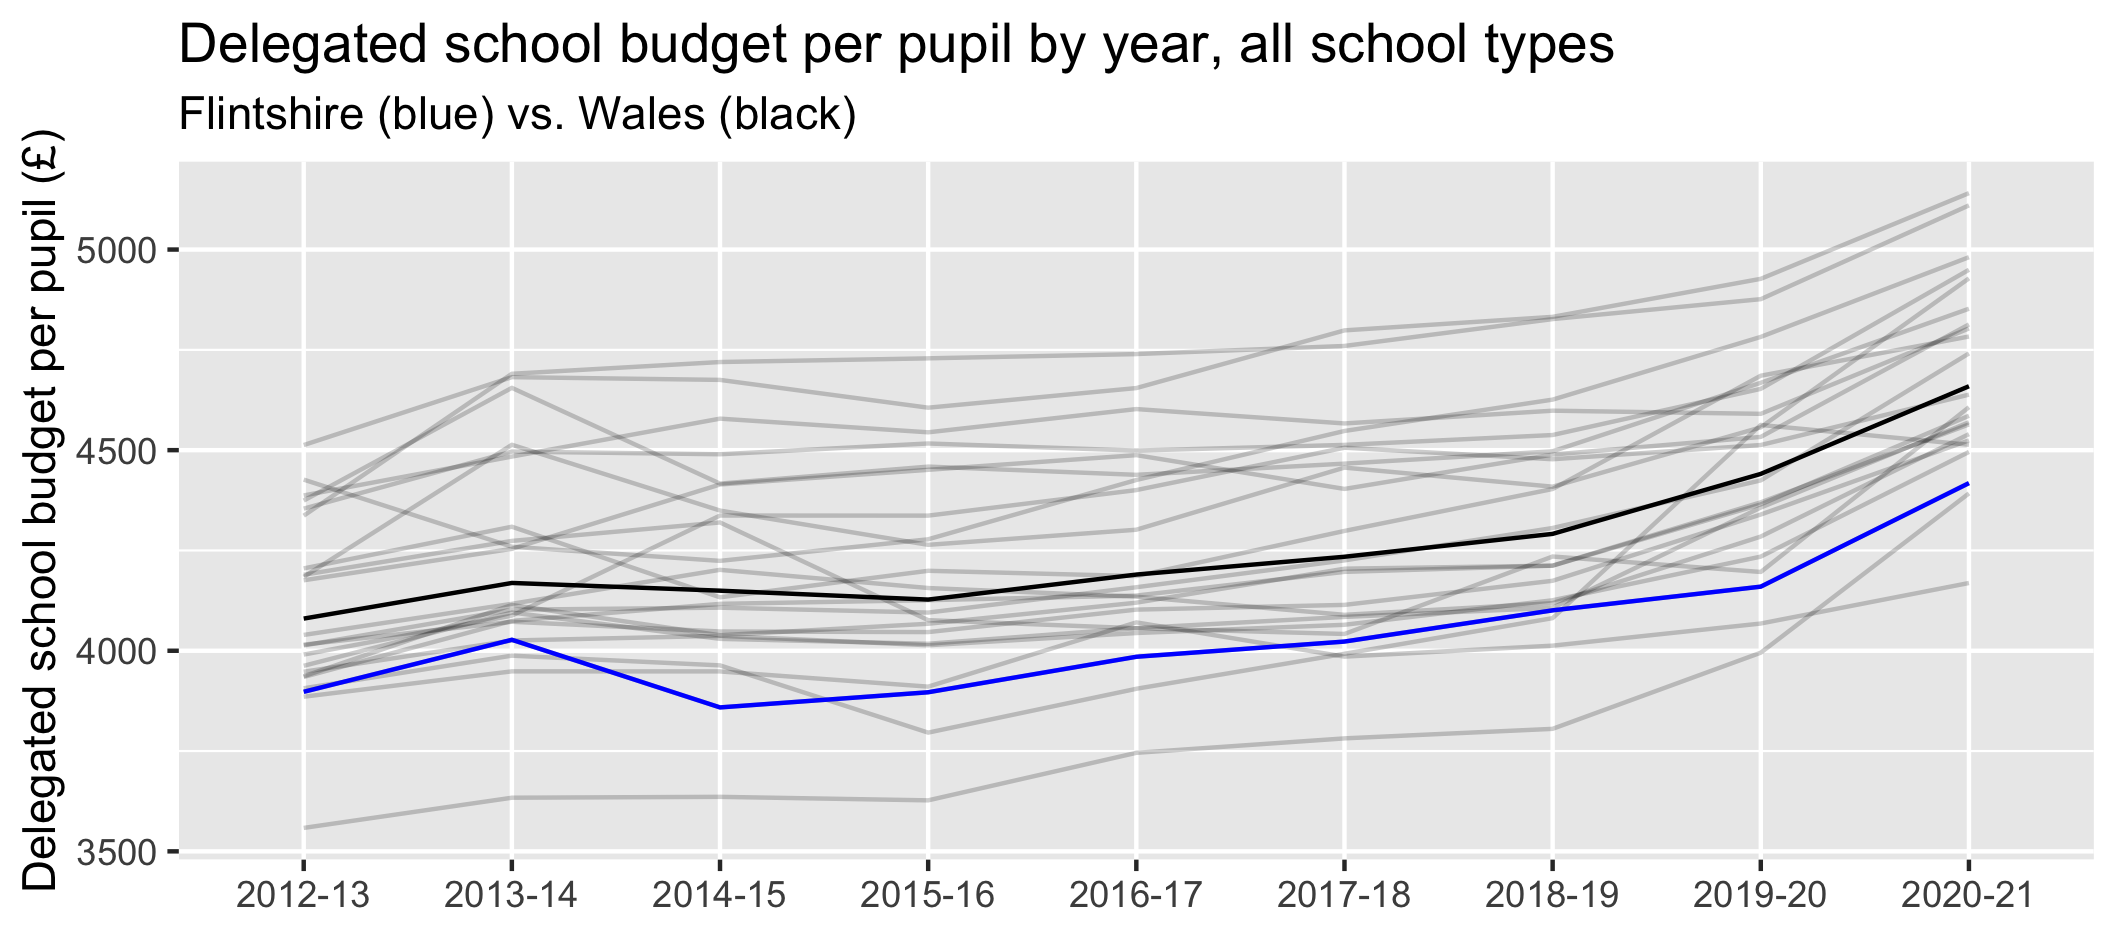 Delegated school budget per pupil by year, all school types
Flintshire (blue) vs. Wales (black)
Delegated school budget per pupil (£)
5000
4500
4000
3500
2012-13 2013-14 2014-15 2015-16 2016-17 2017-18 2018-19 2019-20 2020-21